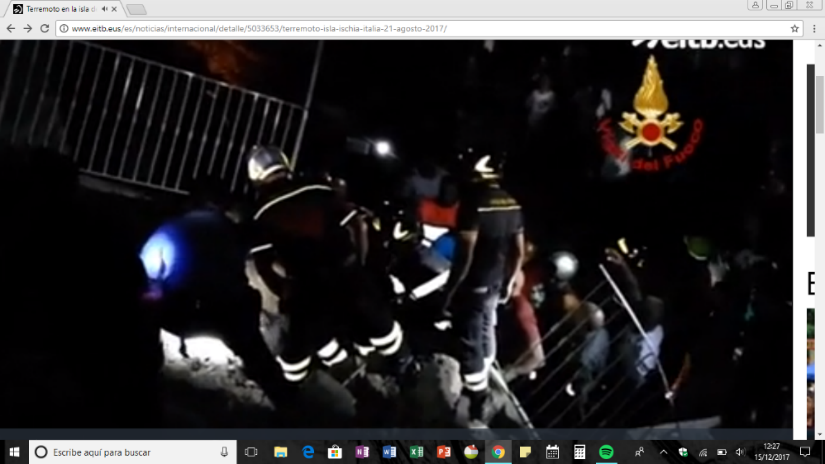 Terremoto en la isla d
www.eitb.eus/es/noticias/internacional/detalle/5033653/terremoto-isla-ischia-italia-21-agosto-2017/
eitb.eus
Vigili del Fuoco
E
Escribe aquí para buscar
12:27
15/12/2017